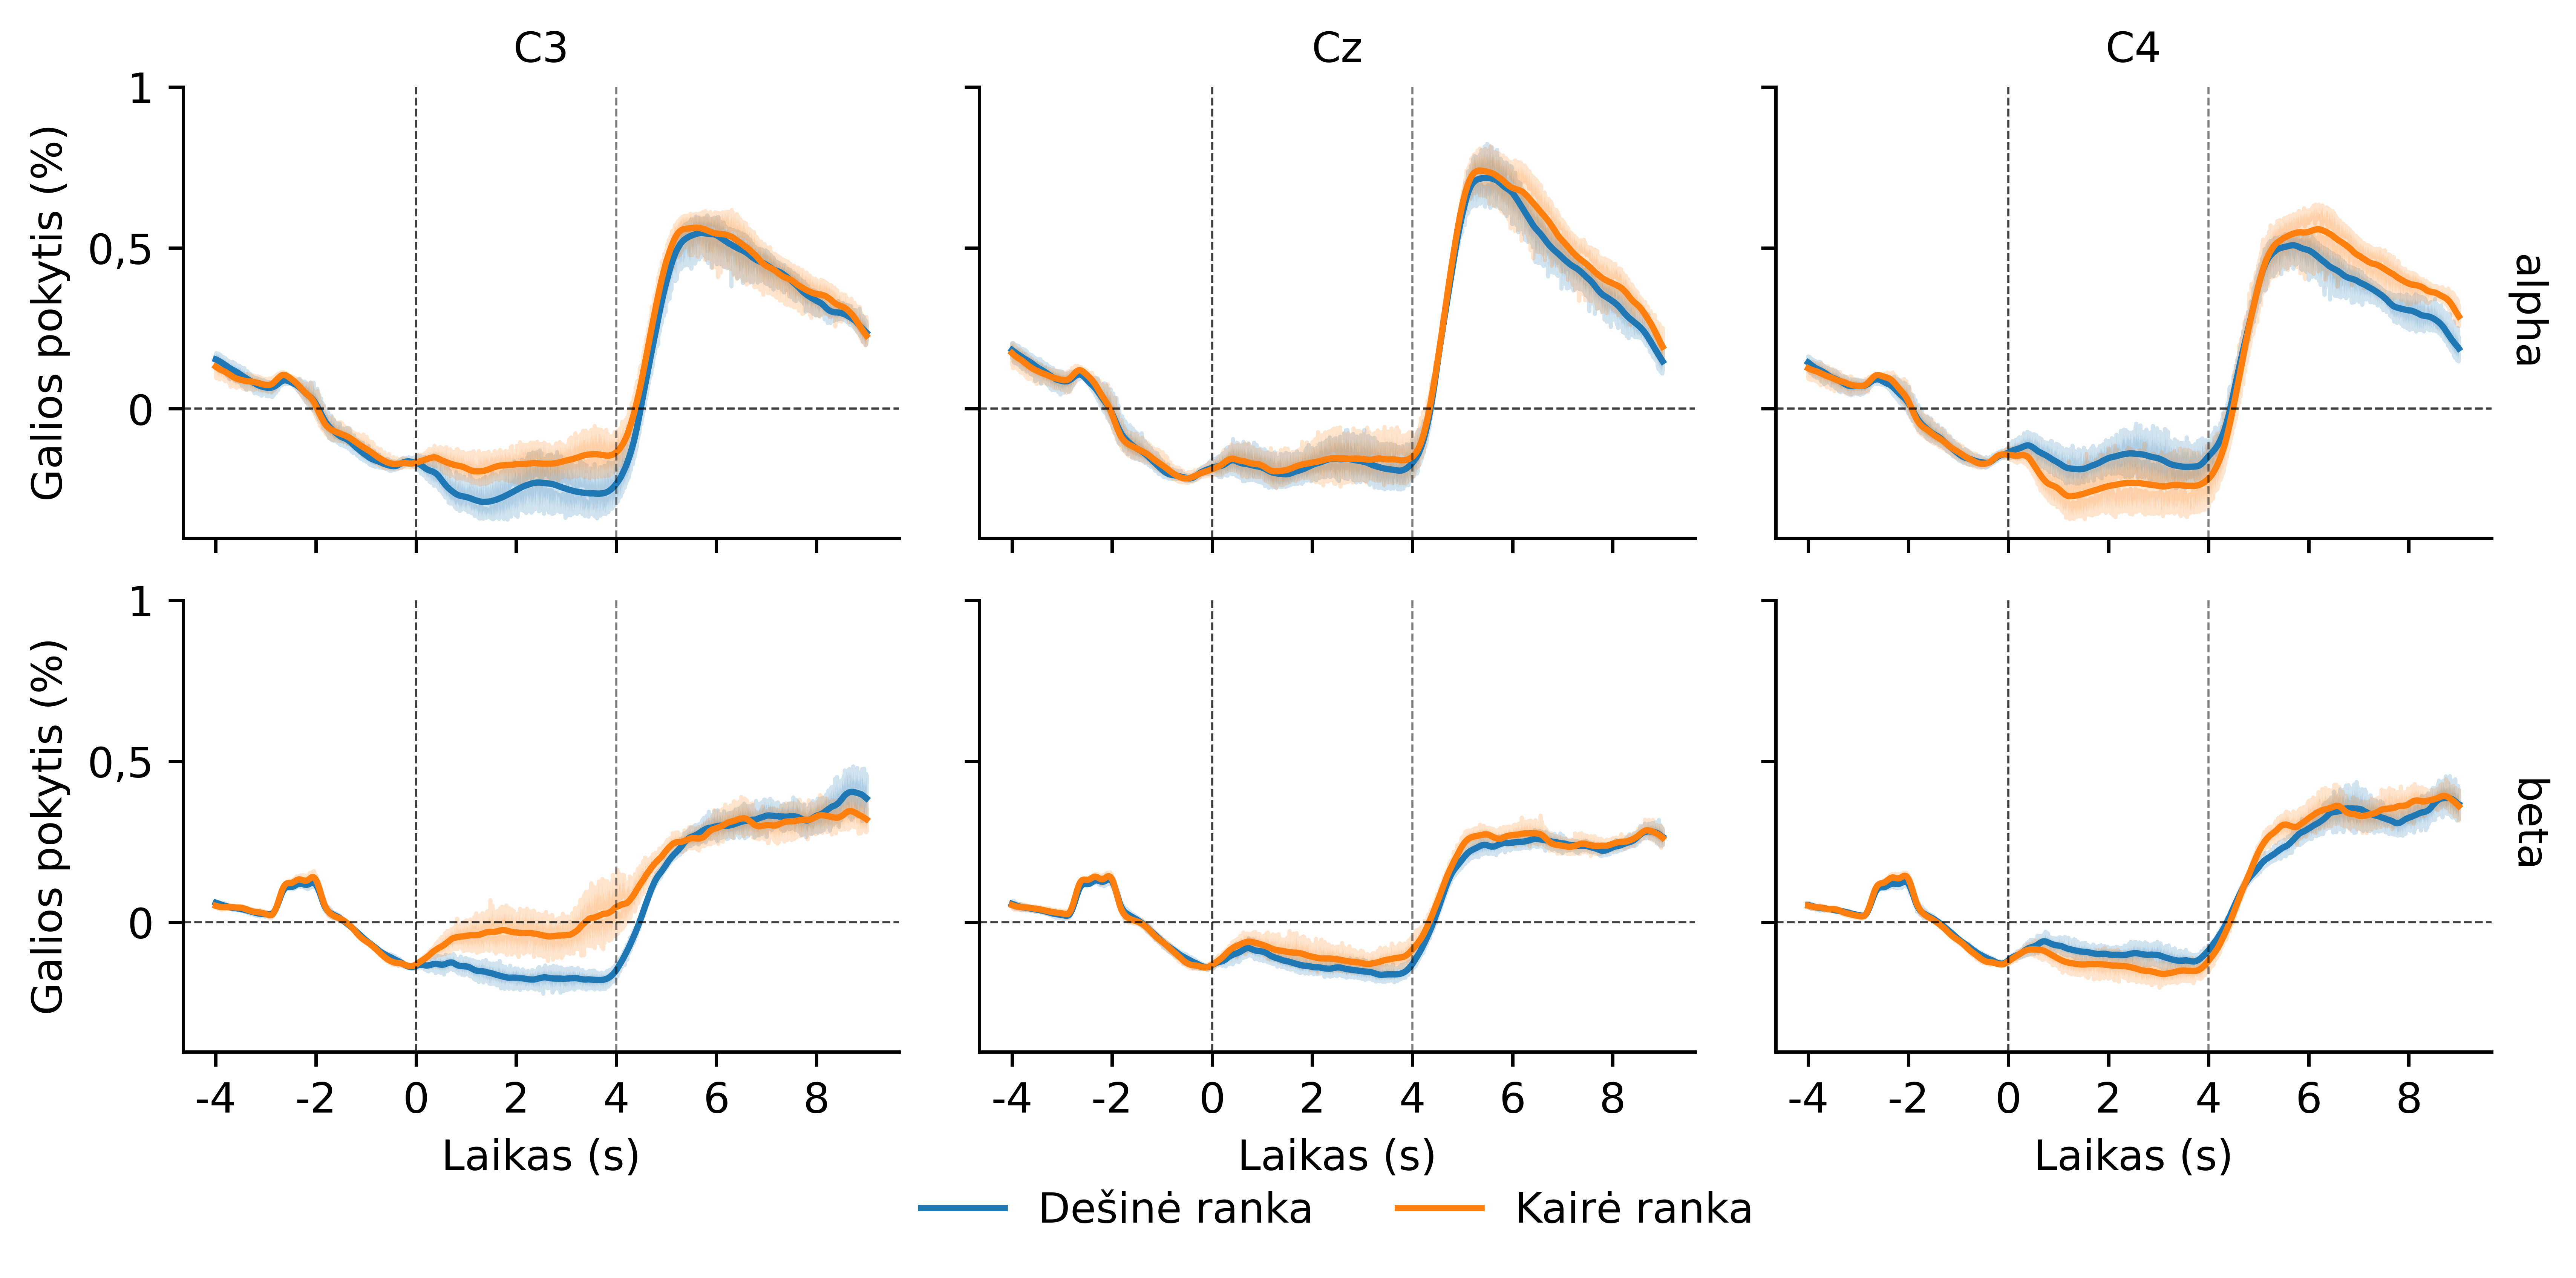 C3 Cz C4
Galios pokytis (%)
1
0,5
0
alpha
Galios pokytis (%)
1
0,5
0
beta
-4 -2 0 2 4 6 8
-4 -2 0 2 4 6 8
-4 -2 0 2 4 6 8
Laikas (s) Laikas (s) Laikas (s)
Dešinė ranka Kairė ranka